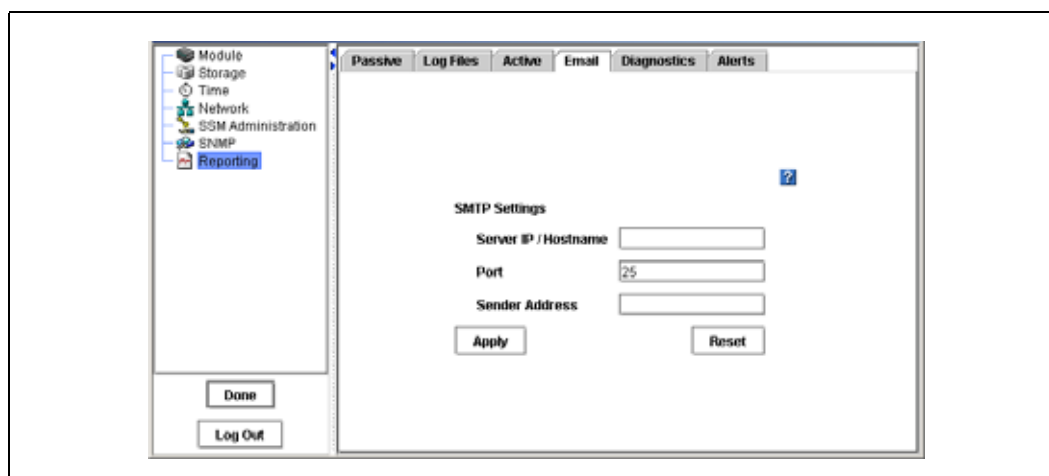 Module
Storage
Time
Network
SSM Administration
SNMP
Reporting
Done
Log Out
Passive Log Files Active Email Diagnostics Alerts
?
SMTP Settings
Server IP / Hostname
Port 25
Sender Address
Apply Reset